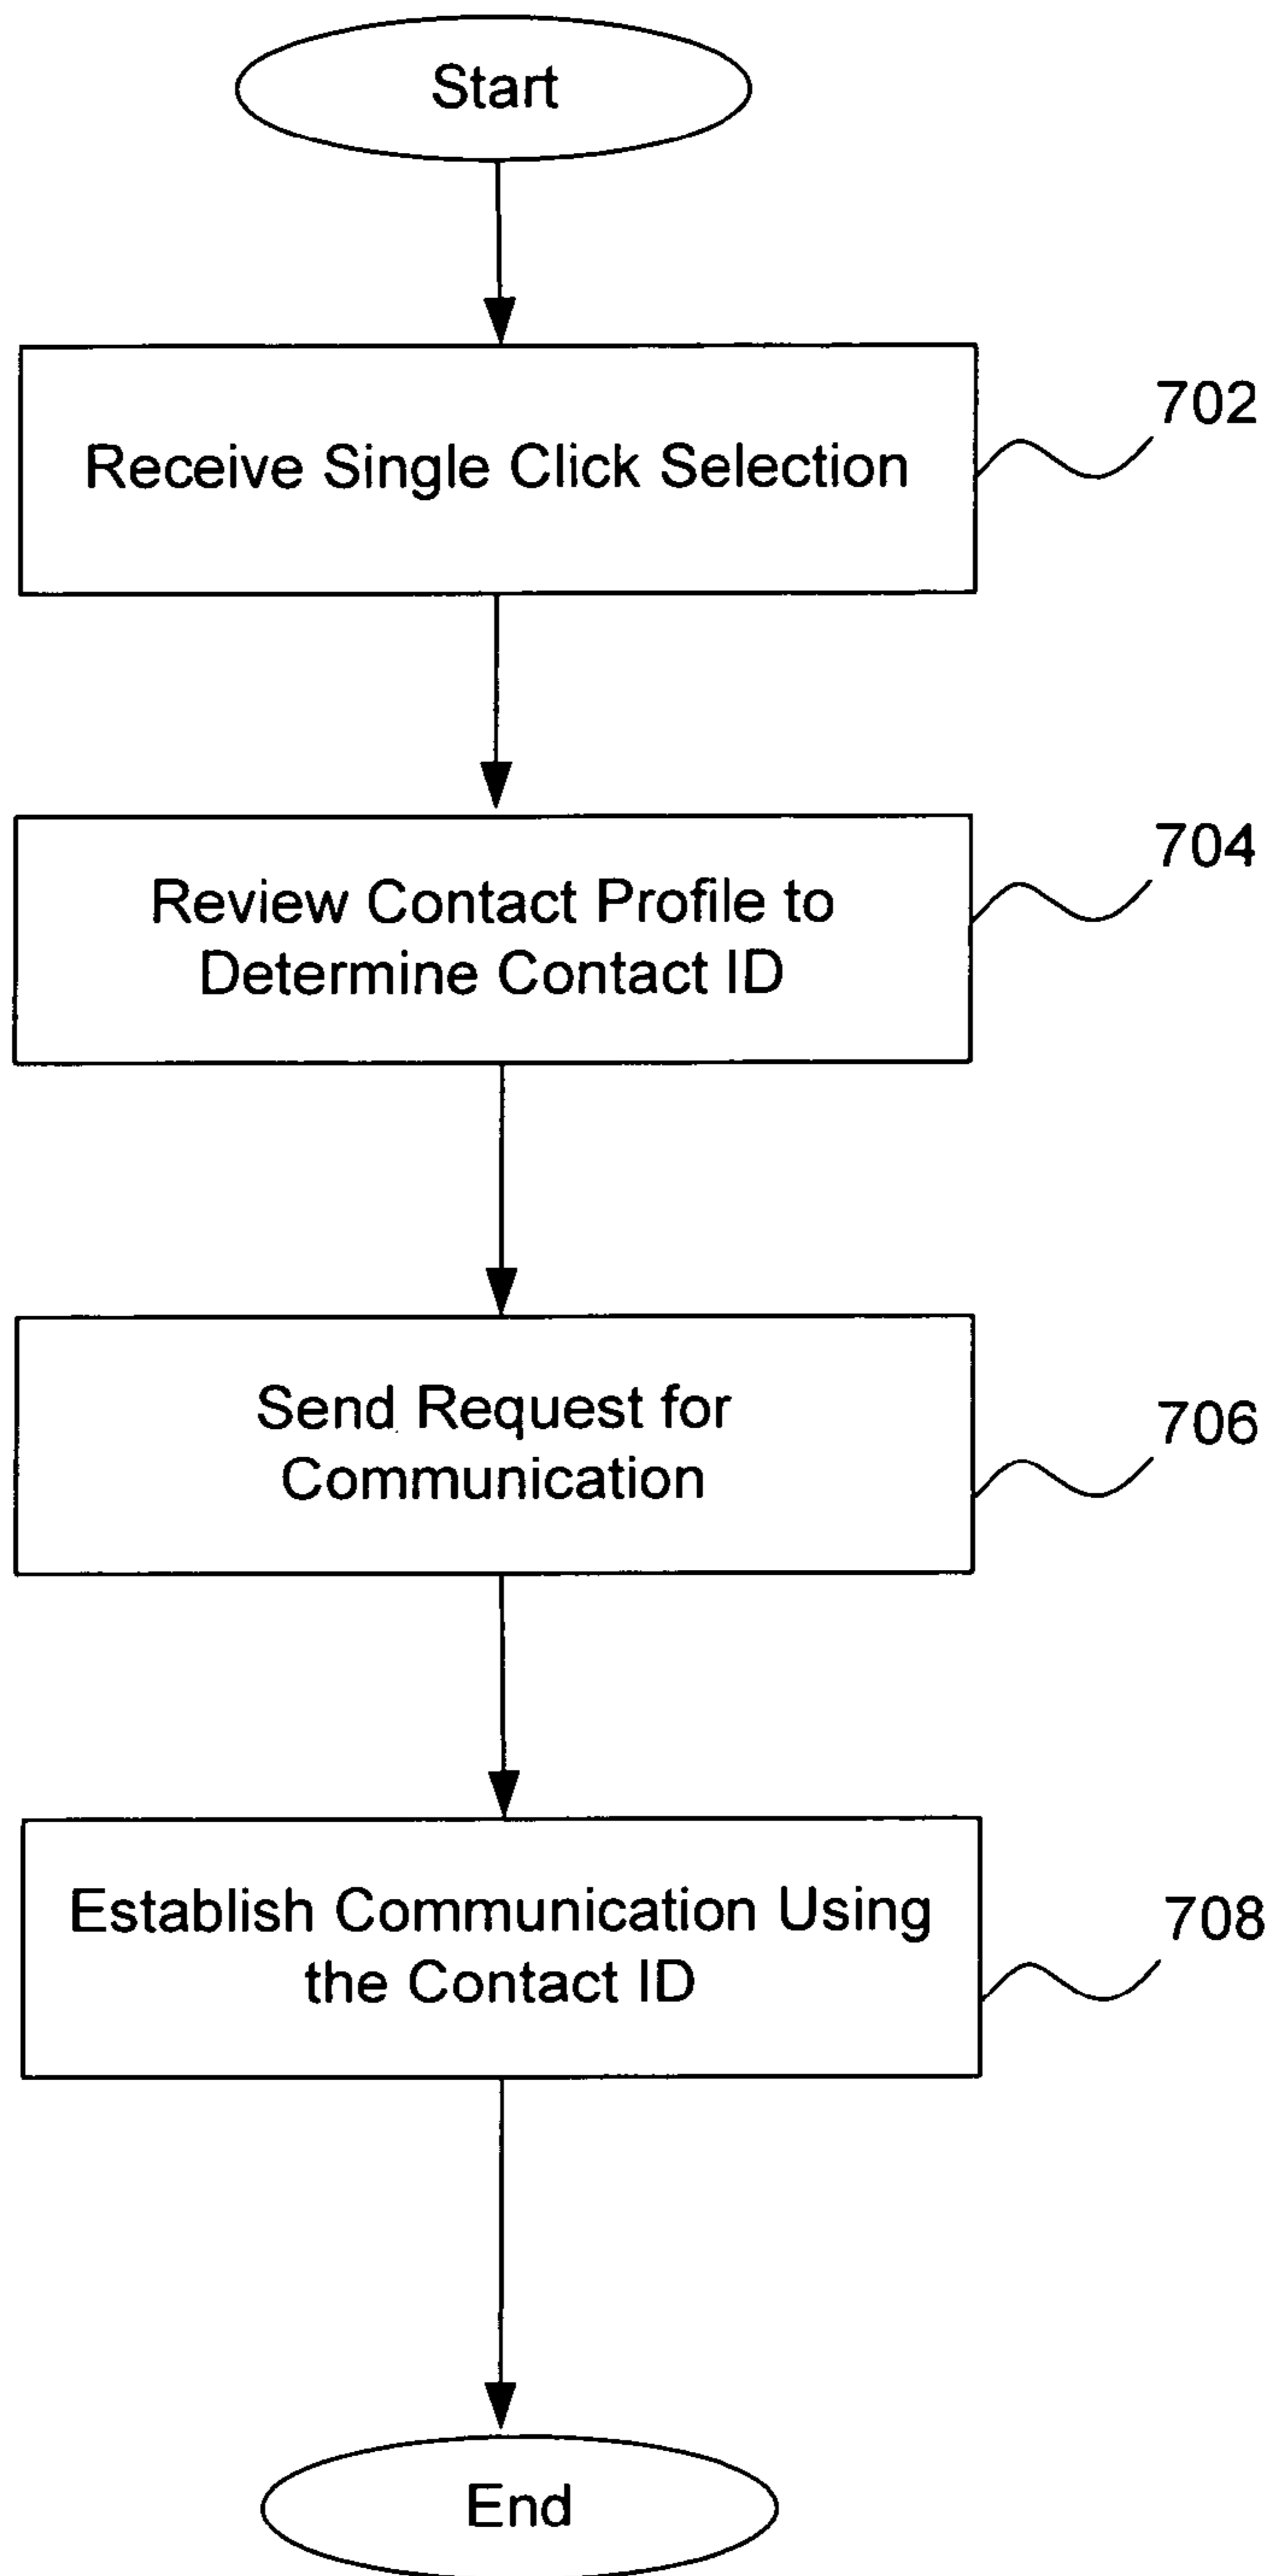 Start
Receive Single Click Selection
702
Review Contact Profile to
Determine Contact ID
704
Send Request for
Communication
706
Establish Communication Using
the Contact ID
708
End